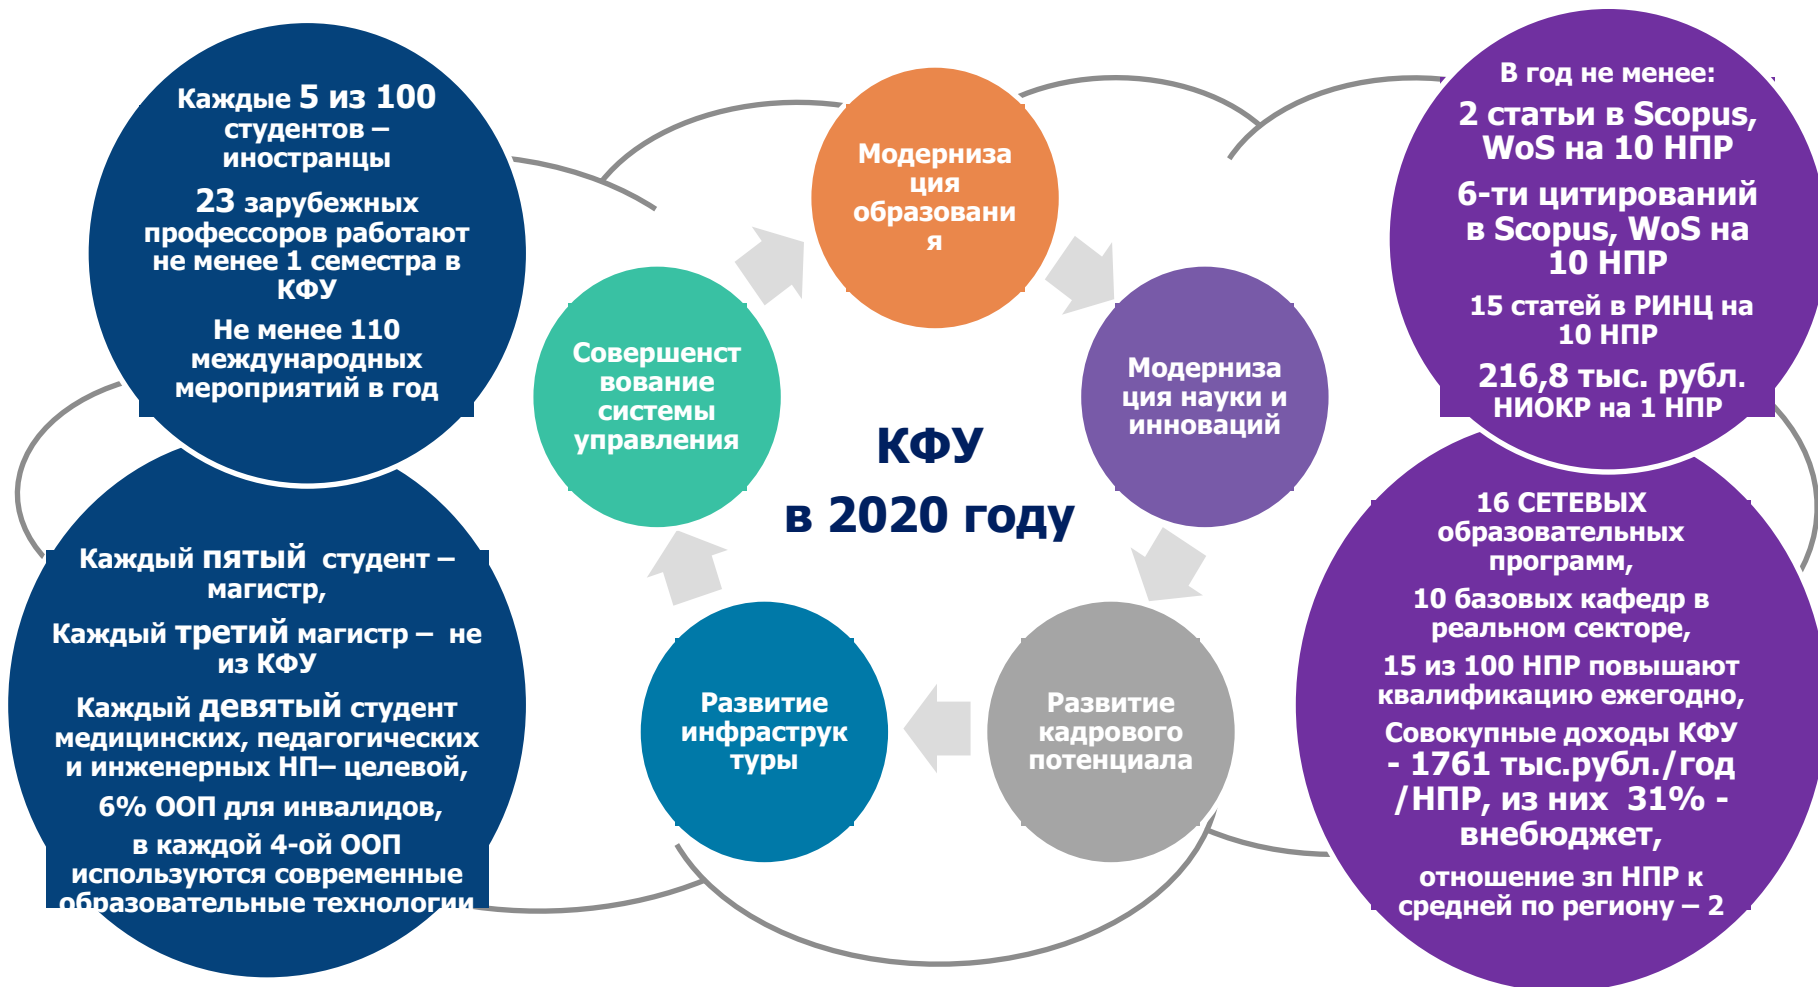 Каждые 5 из 100
студентов –
иностранцы
23 зарубежных
профессоров работают
не менее 1 семестра в
КФУ
Не менее 110
международных
мероприятий в год
Каждый пятый студент –
магистр,
Каждый третий магистр – не
из КФУ
Каждый девятый студент
медицинских, педагогических
и инженерных НП– целевой,
6% ООП для инвалидов,
в каждой 4-ой ООП
используются современные
образовательные технологии
Модерниза
ция
образовани
я
Совершенст
вование
системы
управления
Модерниза
ция науки и
инноваций
КФУ
в 2020 году
Развитие
инфраструк
туры
Развитие
кадрового
потенциала
В год не менее:
2 статьи в Scopus,
WoS на 10 НПР
6-ти цитирований
в Scopus, WoS на
10 НПР
15 статей в РИНЦ на
10 НПР
216,8 тыс. рубл.
НИОКР на 1 НПР
16 СЕТЕВЫХ
образовательных
программ,
10 базовых кафедр в
реальном секторе,
15 из 100 НПР повышают
квалификацию ежегодно,
Совокупные доходы КФУ
- 1761 тыс.рубл./год
/НПР, из них 31% -
внебюджет,
отношение зп НПР к
средней по региону – 2